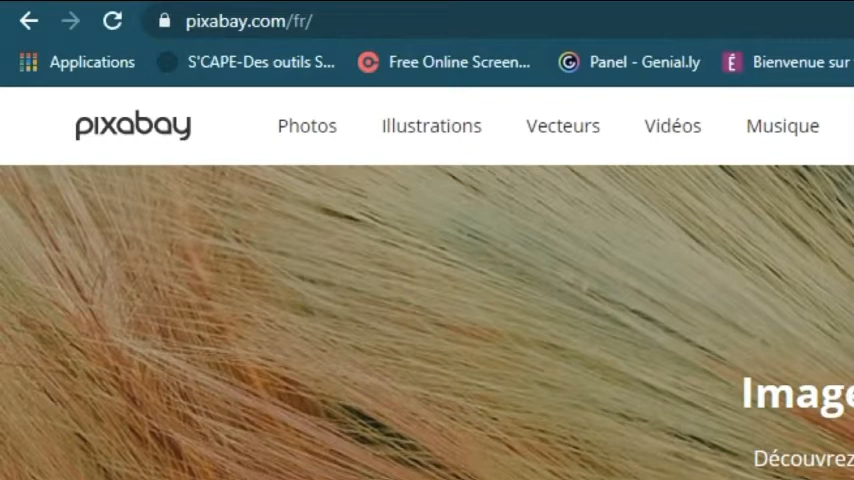 pixabay.com/fr/
Applications S'CAPE-Des outils S... Free Online Screen... Panel - Genial.ly Bienvenue sur
pixabay Photos Illustrations Vecteurs Vidéos Musique
Image
Découvrez